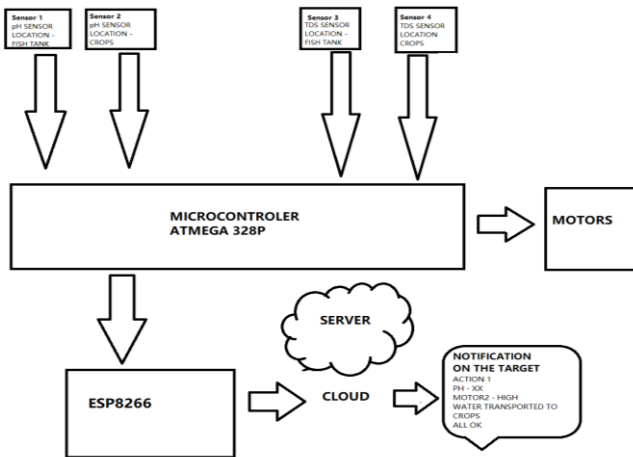 Sensor 1
pH SENSOR
LOCATION -
FISH TANK
Sensor 2
pH SENSOR
LOCATION -
CROPS
Sensor 3
TDS SENSOR
LOCATION -
FISH TANK
Sensor 4
TDS SENSOR
LOCATION
CROPS
MICROCONTROLER
ATMEGA 328P
MOTORS
SERVER
ESP8266
CLOUD
NOTIFICATION
ON THE TARGET
ACTION 1
PH - XX
MOTOR2 - HIGH
WATER TRANSPORTED TO
CROPS
ALL OK